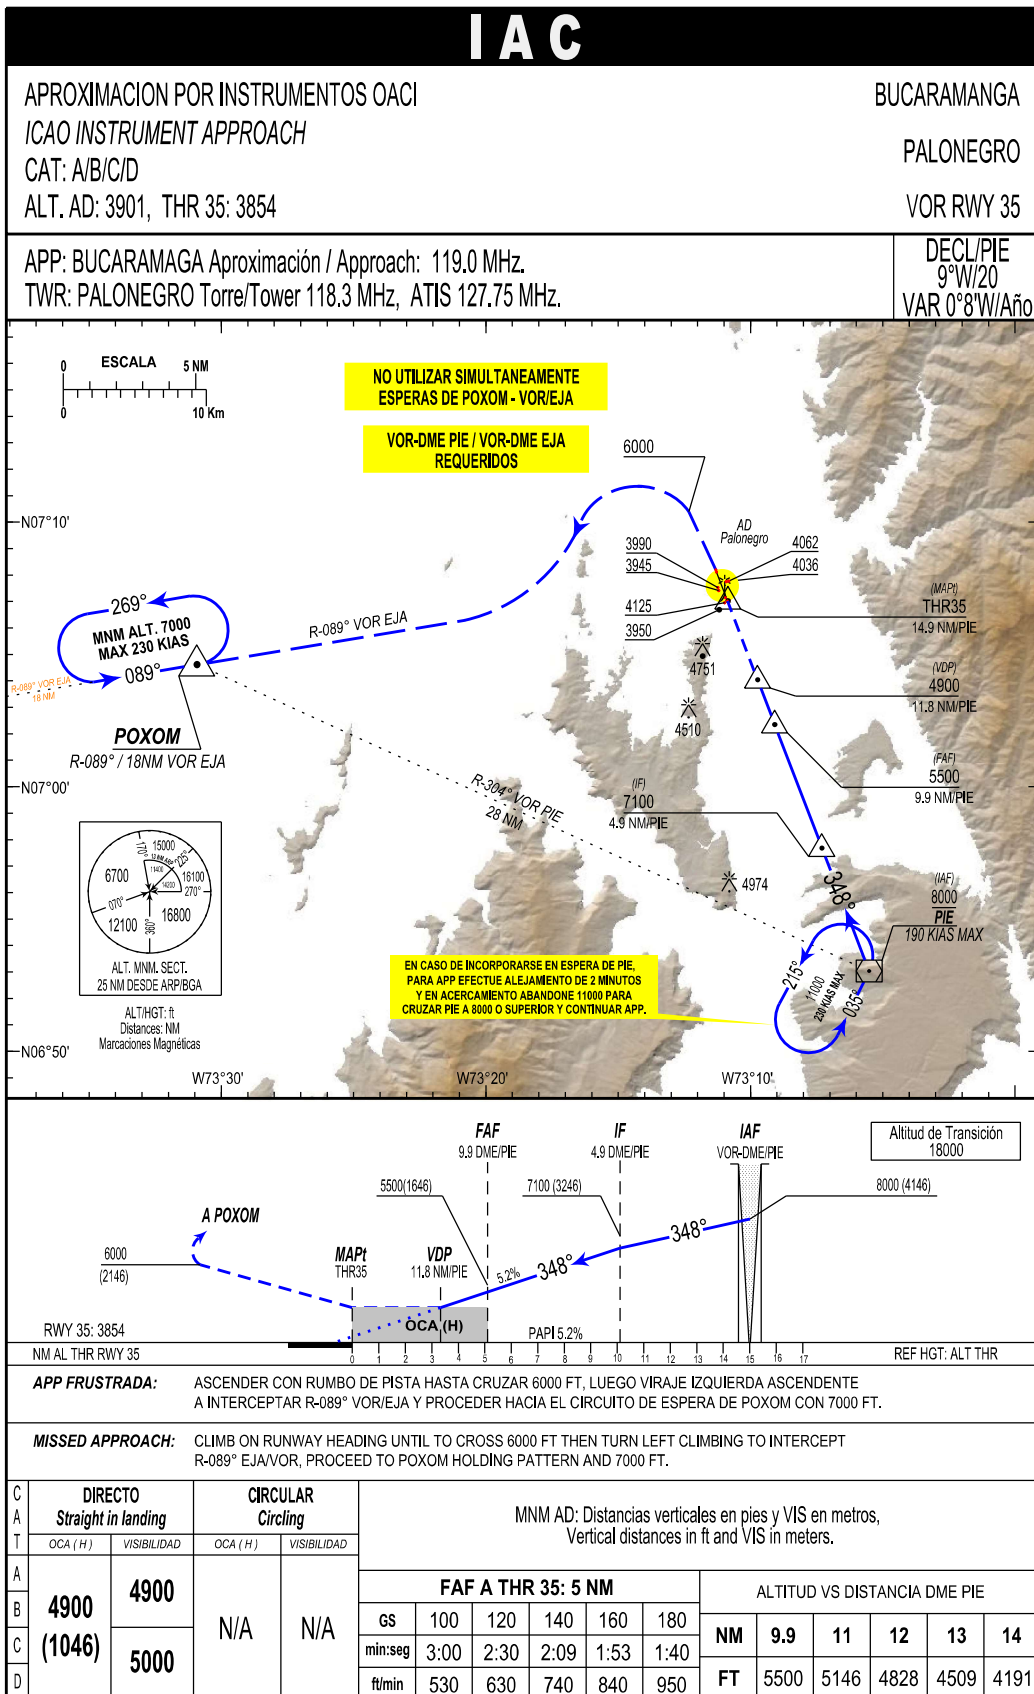 IAC
APROXIMACION POR INSTRUMENTOS OACI
ICAO INSTRUMENT APPROACH
CAT: A/B/C/D
ALT. AD: 3901, THR 35: 3854
BUCARAMANGA
PALONEGRO
VOR RWY 35
APP: BUCARAMAGA Aproximación / Approach: 119.0 MHz.
TWR: PALONEGRO Torre/Tower 118.3 MHz, ATIS 127.75 MHz.
DECL/PIE
9°W/20
VAR 0°8'W/Año
0 ESCALA 5 NM
0 10 Km
NO UTILIZAR SIMULTANEAMENTE
ESPERAS DE POXOM - VOR/EJA
VOR-DME PIE / VOR-DME EJA
REQUERIDOS
6000
N07°10'
AD
Palonegro
3990
3945
4062
4036
4125
3950
(MAPt)
THR35
14.9 NM/PIE
269°
MNM ALT. 7000
MAX 230 KIAS
089°
R-089° VOR EJA
R-089° VOR EJA
18 NM
4751
(VDP)
4900
11.8 NM/PIE
4510
POXOM
R-089° / 18NM VOR EJA
(FAF)
5500
9.9 NM/PIE
N07°00'
R-304° VOR PIE
28 NM
(IF)
7100
4.9 NM/PIE
348°
4974
(IAF)
8000
PIE
190 KIAS MAX
170°
15000
12 NM ARP
225°
6700
11400
16100
14200
270°
070°
12100
360°
16800
ALT. MNM. SECT.
25 NM DESDE ARP/BGA
ALT/HGT: ft
Distances: NM
Marcaciones Magnéticas
EN CASO DE INCORPORARSE EN ESPERA DE PIE,
PARA APP EFECTUE ALEJAMIENTO DE 2 MINUTOS
Y EN ACERCAMIENTO ABANDONE 11000 PARA
CRUZAR PIE A 8000 O SUPERIOR Y CONTINUAR APP.
215°
11000
230 KIAS MAX
035°
N06°50'
W73°30'
W73°20'
W73°10'
FAF
9.9 DME/PIE
IF
4.9 DME/PIE
IAF
VOR-DME/PIE
Altitud de Transición
18000
5500(1646)
7100 (3246)
8000 (4146)
A POXOM
6000
(2146)
MAPt
THR35
VDP
11.8 NM/PIE
5.2%
348°
348°
OCA (H)
PAPI 5.2%
RWY 35: 3854
NM AL THR RWY 35
0 1 2 3 4 5 6 7 8 9 10 11 12 13 14 15 16 17
REF HGT: ALT THR
APP FRUSTRADA: ASCENDER CON RUMBO DE PISTA HASTA CRUZAR 6000 FT, LUEGO VIRAJE IZQUIERDA ASCENDENTE
A INTERCEPTAR R-089° VOR/EJA Y PROCEDER HACIA EL CIRCUITO DE ESPERA DE POXOM CON 7000 FT.
MISSED APPROACH: CLIMB ON RUNWAY HEADING UNTIL TO CROSS 6000 FT THEN TURN LEFT CLIMBING TO INTERCEPT
R-089° EJA/VOR, PROCEED TO POXOM HOLDING PATTERN AND 7000 FT.
CAT
DIRECTO
Straight in landing
CIRCULAR
Circling
OCA ( H ) VISIBILIDAD OCA ( H ) VISIBILIDAD
A
B
C
D
4900
(1046)
4900
5000
N/A
N/A
MNM AD: Distancias verticales en pies y VIS en metros,
Vertical distances in ft and VIS in meters.
FAF A THR 35: 5 NM
GS 100 120 140 160 180
min:seg 3:00 2:30 2:09 1:53 1:40
ft/min 530 630 740 840 950
ALTITUD VS DISTANCIA DME PIE
NM 9.9 11 12 13 14
FT 5500 5146 4828 4509 4191